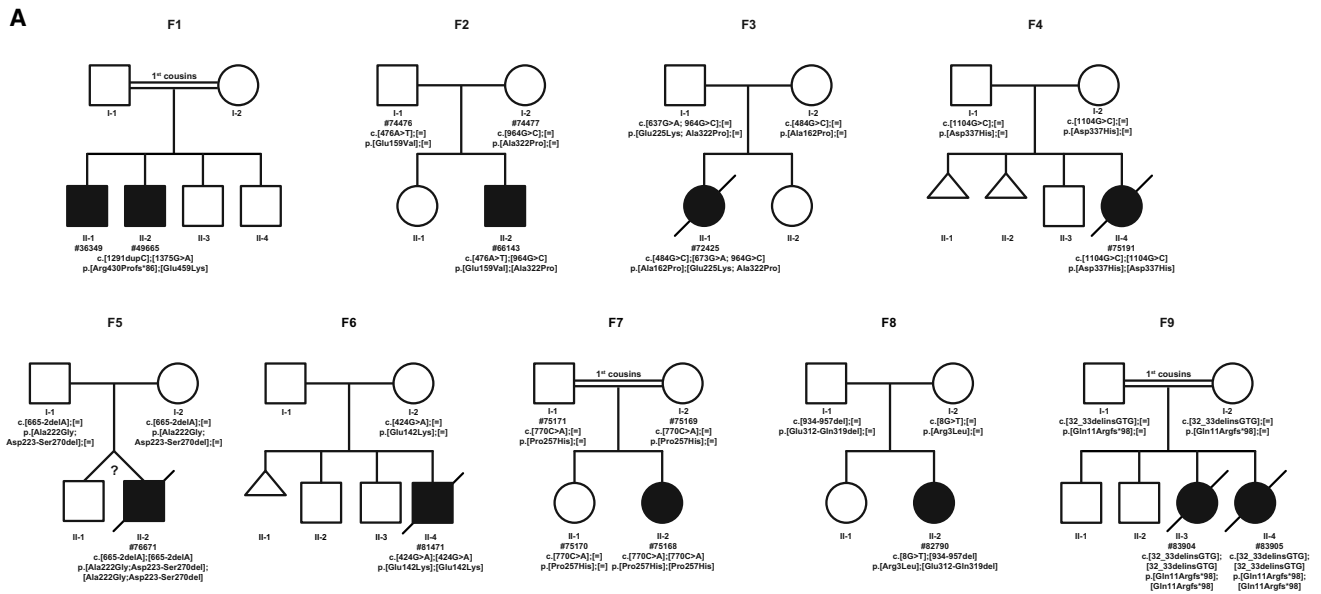 A
F1
F2
F3
F4
1st cousins
I-1
I-2
I-1
#74476
c.[476A>T];[=]
p.[Glu159Val];[=]
I-2
#74477
c.[964G>C];[=]
p.[Ala322Pro];[=]
I-1
c.[637G>A; 964G>C];[=]
p.[Glu225Lys; Ala322Pro];[=]
I-2
c.[484G>C];[=]
p.[Ala162Pro];[=]
I-1
c.[1104G>C];[=]
p.[Asp337His];[=]
I-2
c.[1104G>C];[=]
p.[Asp337His];[=]
II-1
#36349
II-2
#49665
II-3
II-4
c.[1291dupC];[1375G>A]
p.[Arg430Profs*86];[Glu459Lys]
II-1
II-2
#66143
c.[476A>T];[964G>C]
p.[Glu159Val];[Ala322Pro]
II-1
#72425
c.[484G>C];[673G>A; 964G>C]
p.[Ala162Pro];[Glu225Lys; Ala322Pro]
II-2
II-1
II-2
II-3
II-4
#75191
c.[1104G>C];[1104G>C]
p.[Asp337His];[Asp337His]
F5
F6
F7
F8
F9
I-1
c.[665-2delA];[=]
p.[Ala222Gly;
Asp223-Ser270del];[=]
I-2
c.[665-2delA];[=]
p.[Ala222Gly;
Asp223-Ser270del];[=]
?
II-1
II-2
#76671
c.[665-2delA];[665-2delA]
p.[Ala222Gly;Asp223-Ser270del];
[Ala222Gly;Asp223-Ser270del]
I-1
I-2
c.[424G>A];[=]
p.[Glu142Lys];[=]
II-1
II-2
II-3
II-4
#81471
c.[424G>A];[424G>A]
p.[Glu142Lys];[Glu142Lys]
1st cousins
I-1
#75171
c.[770C>A];[=]
p.[Pro257His];[=]
I-2
#75169
c.[770C>A];[=]
p.[Pro257His];[=]
II-1
#75170
c.[770C>A];[=]
p.[Pro257His];[=]
II-2
#75168
c.[770C>A];[770C>A]
p.[Pro257His];[Pro257His]
I-1
c.[934-957del];[=]
p.[Glu312-Gln319del];[=]
I-2
c.[8G>T];[=]
p.[Arg3Leu];[=]
II-1
II-2
#82790
c.[8G>T];[934-957del]
p.[Arg3Leu];[Glu312-Gln319del]
1st cousins
I-1
c.[32_33delinsGTG];[=]
p.[Gln11Argfs*98];[=]
I-2
c.[32_33delinsGTG];[=]
p.[Gln11Argfs*98];[=]
II-1
II-2
II-3
#83904
c.[32_33delinsGTG];
[32_33delinsGTG]
p.[Gln11Argfs*98];
[Gln11Argfs*98]
II-4
#83905
c.[32_33delinsGTG];
[32_33delinsGTG]
p.[Gln11Argfs*98];
[Gln11Argfs*98]